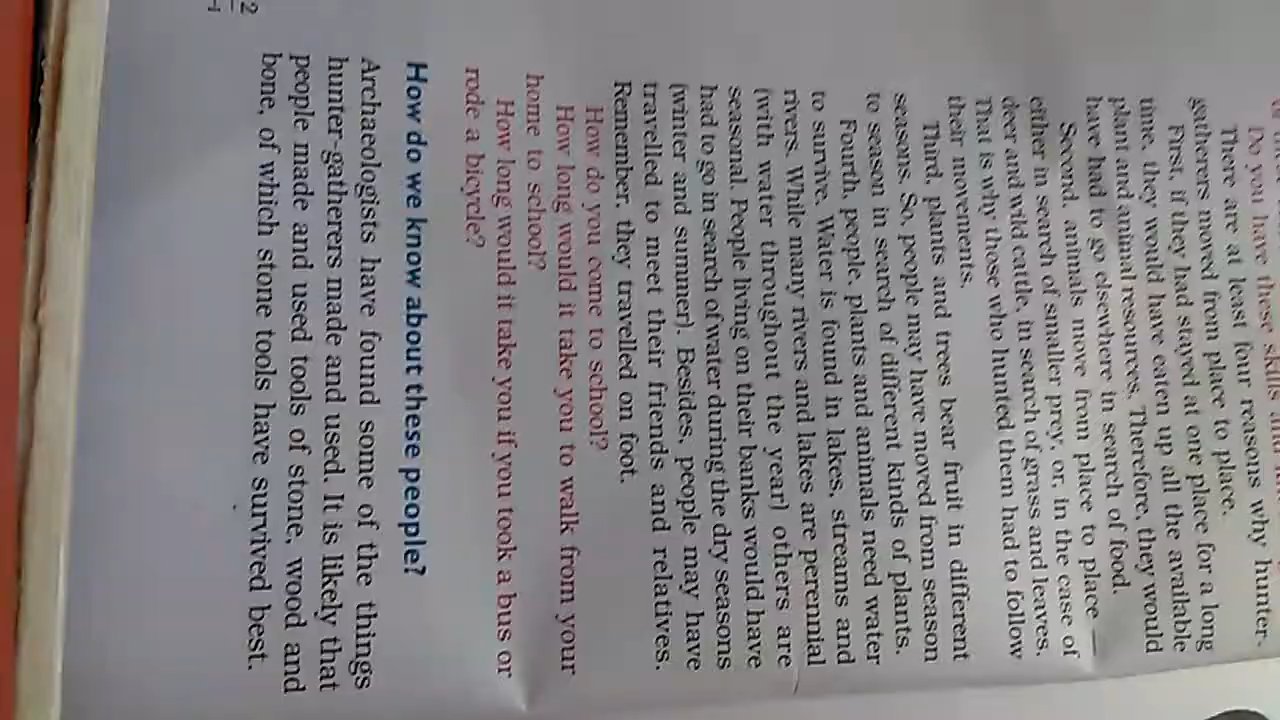 Do you have these skills
There are at least four reasons why hunter-
gatherers moved from place to place.
First, if they had stayed at one place for a long
time, they would have eaten up all the available
plant and animal resources. Therefore, they would
have had to go elsewhere in search of food.
Second, animals move from place to place —
either in search of smaller prey, or, in the case of
deer and wild cattle, in search of grass and leaves.
That is why those who hunted them had to follow
their movements.
Third, plants and trees bear fruit in different
seasons. So, people may have moved from season
to season in search of different kinds of plants.
Fourth, people, plants and animals need water
to survive. Water is found in lakes, streams and
rivers. While many rivers and lakes are perennial
(with water throughout the year) others are
seasonal. People living on their banks would have
had to go in search of water during the dry seasons
(winter and summer). Besides, people may have
travelled to meet their friends and relatives.
Remember, they travelled on foot.
How do you come to school?
How long would it take you to walk from your
home to school?
How long would it take you if you took a bus or
rode a bicycle?
How do we know about these people?
Archaeologists have found some of the things
hunter-gatherers made and used. It is likely that
people made and used tools of stone, wood and
bone, of which stone tools have survived best.
2